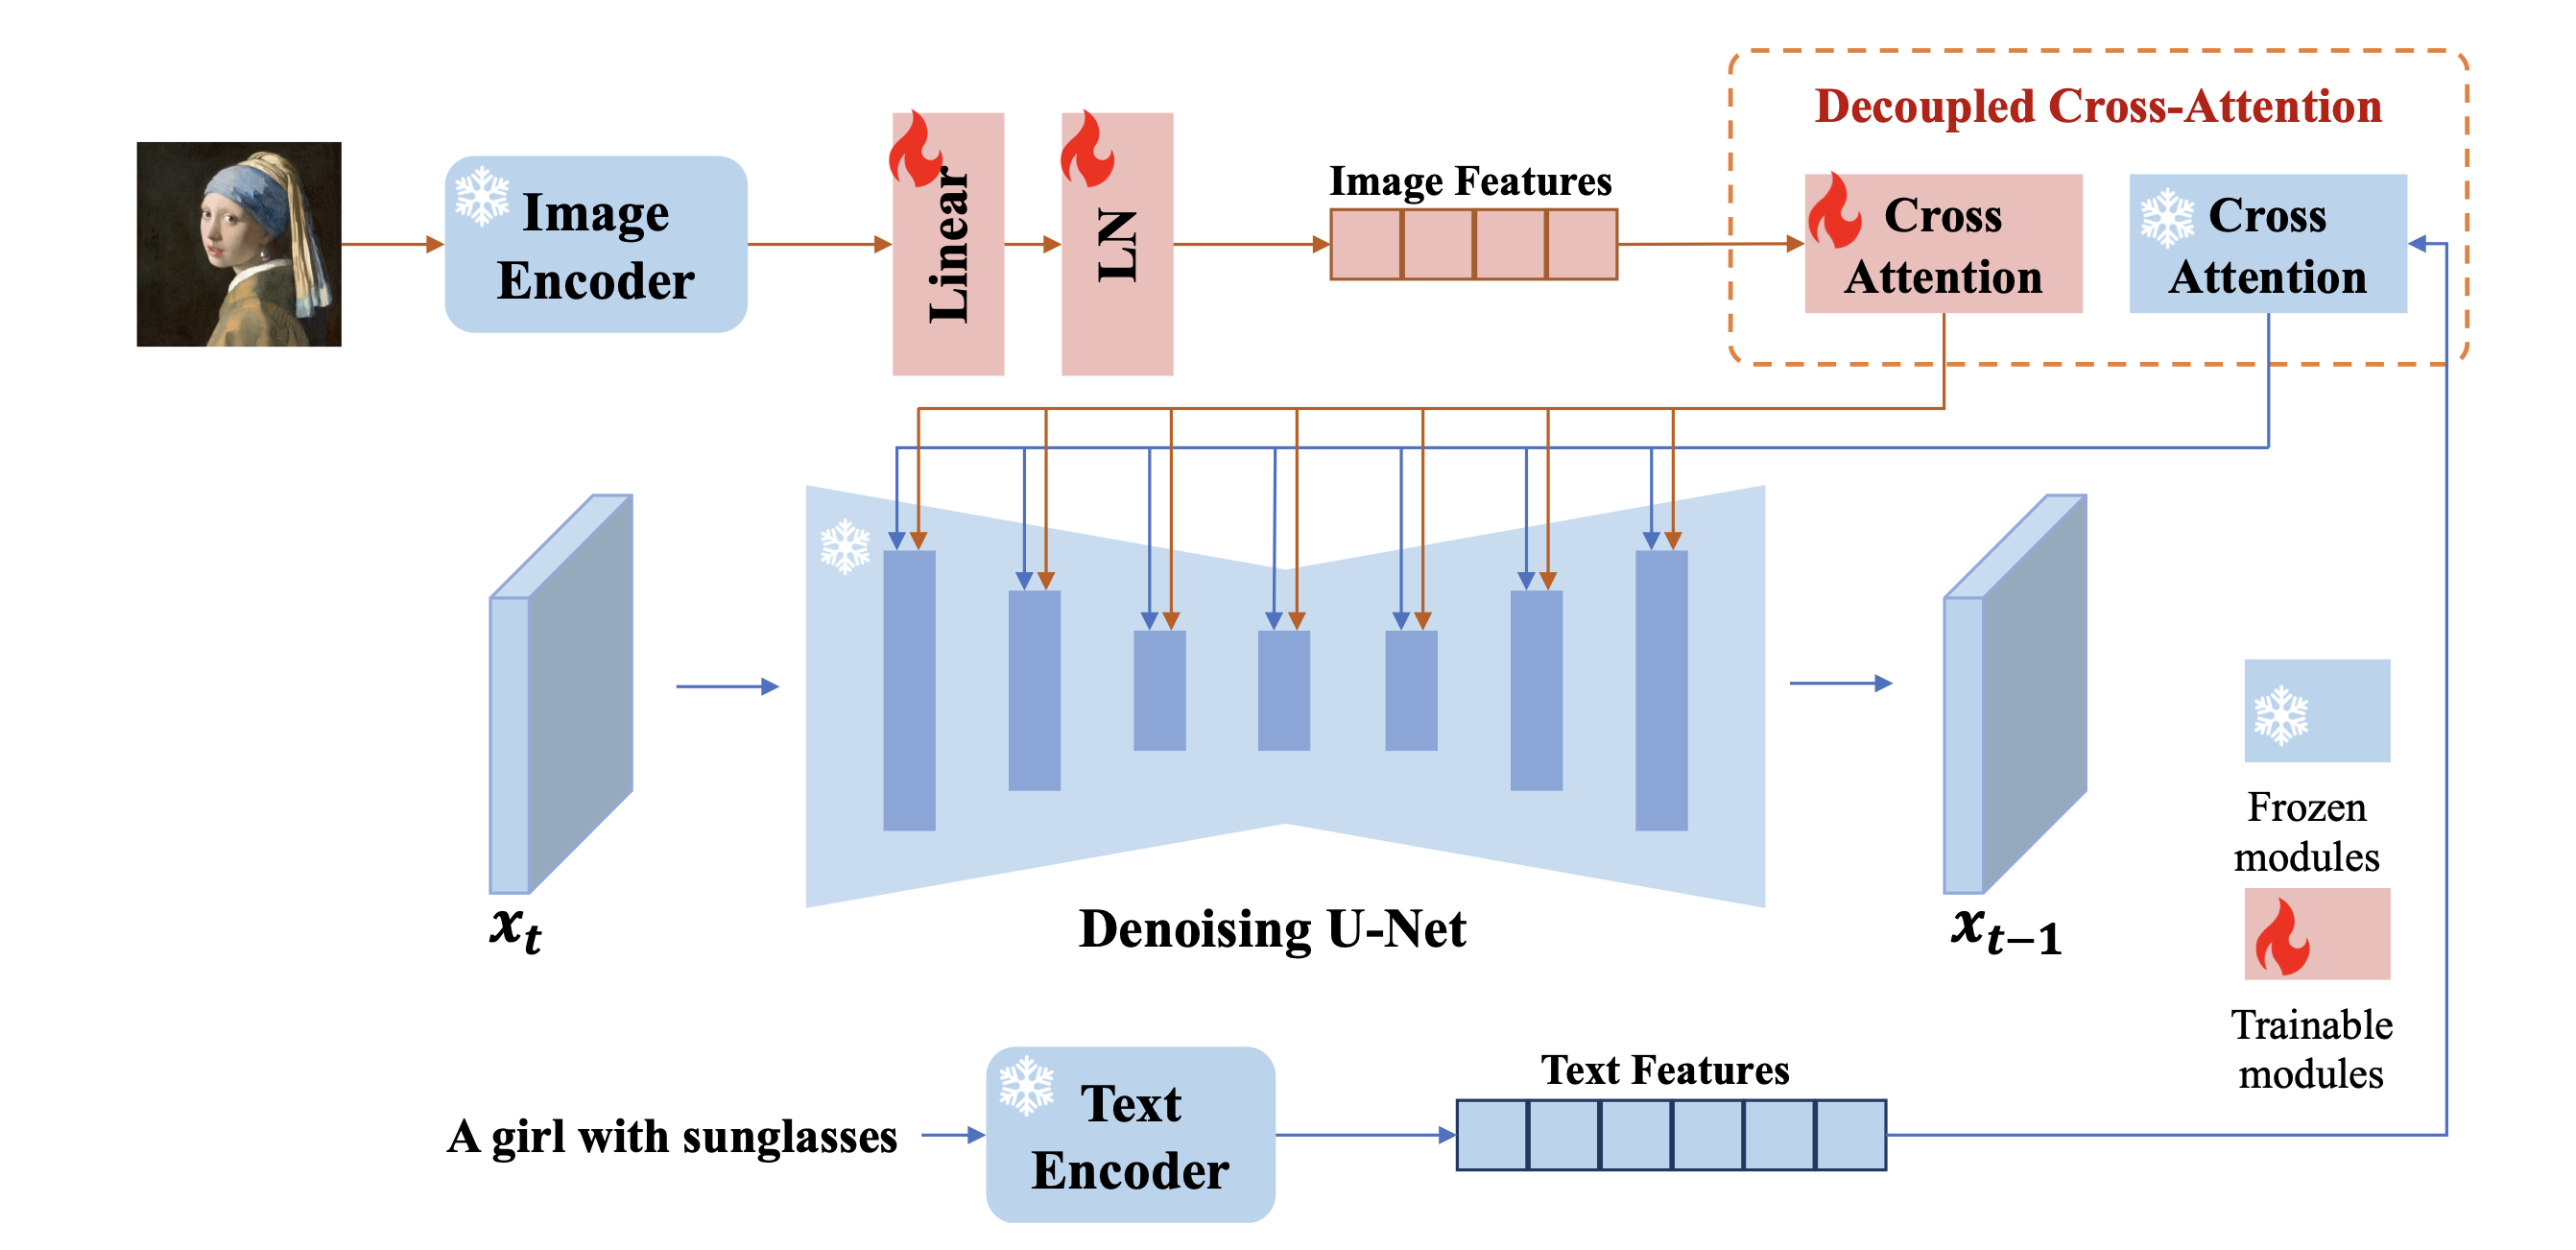 Decoupled Cross-Attention
Image
Encoder
Linear
LN
Image Features
Cross
Attention
Cross
Attention
x_t
Denoising U-Net
x_{t-1}
Frozen
modules
Trainable
modules
A girl with sunglasses
Text
Encoder
Text Features